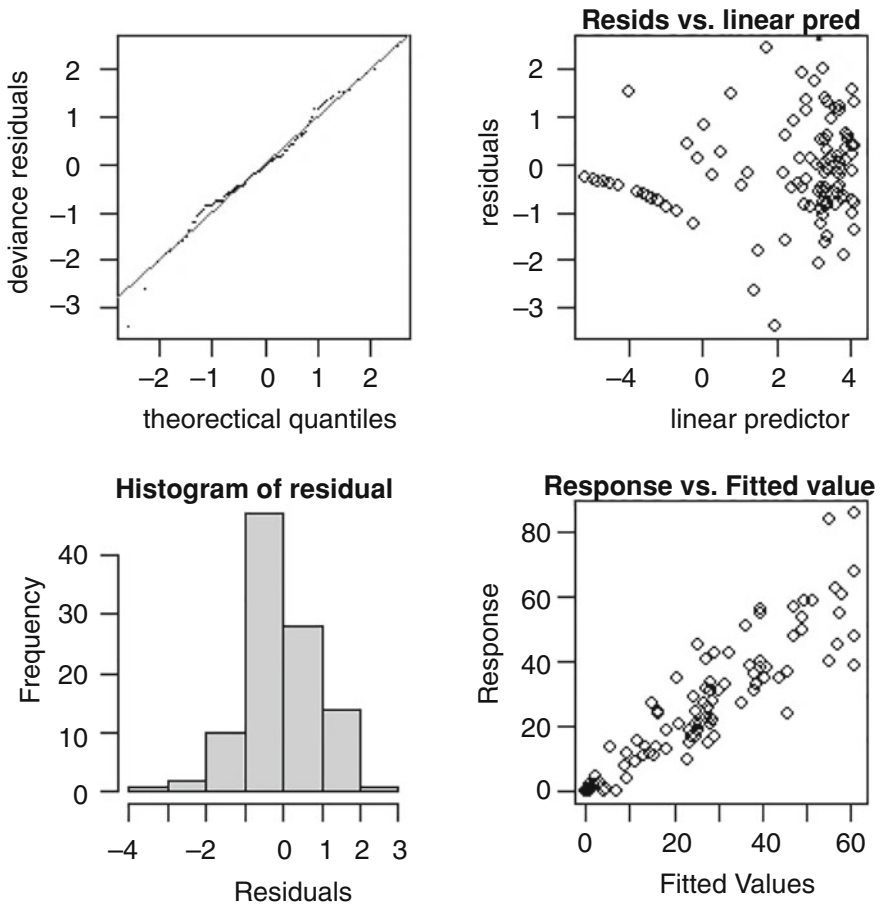 deviance residuals
2
1
0
–1
–2
–3
–2 –1 0 1 2
theorectical quantiles
Resids vs. linear pred
residuals
2
1
0
–1
2
–3
–4 0 2 4
linear predictor
Histogram of residual
Frequency
40
30
20
10
0
–4 –2 0 1 2 3
Residuals
Response vs. Fitted value
Response
80
60
40
20
0
0 20 40 60
Fitted Values